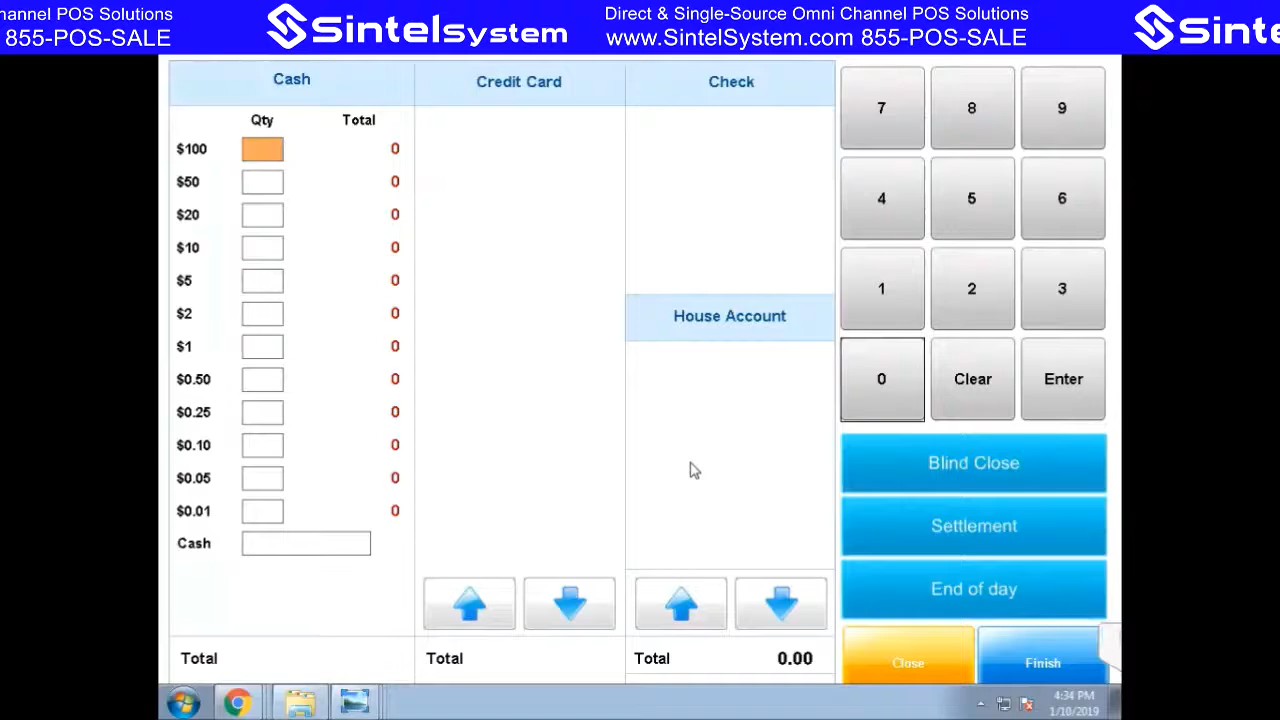 hannel POS Solutions
855-POS-SALE
Sintelsystem
Direct & Single-Source Omni Channel POS Solutions
www.SintelSystem.com 855-POS-SALE
Sint
Cash
Credit Card
Check
Qty Total
$100 0
$50 0
$20 0
$10 0
$5 0
$2 0
$1 0
$0.50 0
$0.25 0
$0.10 0
$0.05 0
$0.01 0
Cash
House Account
7 8 9
4 5 6
1 2 3
0 Clear Enter
Blind Close
Settlement
End of day
Total
Total
Total 0.00
Close Finish
4:34 PM
1/10/2019